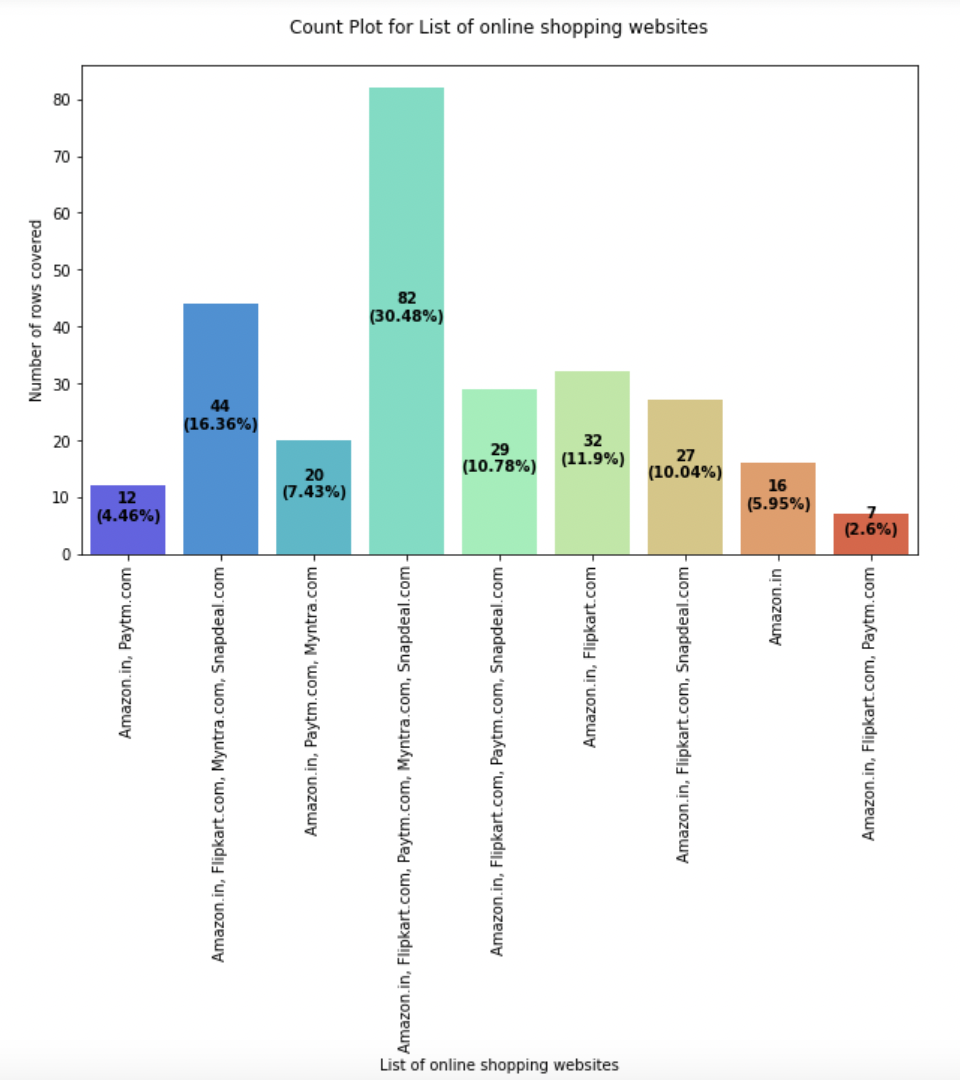 Count Plot for List of online shopping websites
Number of rows covered
80
70
60
50
40
30
20
10
0
12
(4.46%)
44
(16.36%)
20
(7.43%)
82
(30.48%)
29
(10.78%)
32
(11.9%)
27
(10.04%)
16
(5.95%)
7
(2.6%)
Amazon.in, Paytm.com
Amazon.in, Flipkart.com, Myntra.com, Snapdeal.com
Amazon.in, Paytm.com, Myntra.com
Amazon.in, Flipkart.com, Paytm.com, Myntra.com, Snapdeal.com
Amazon.in, Flipkart.com, Paytm.com, Snapdeal.com
Amazon.in, Flipkart.com
Amazon.in, Flipkart.com, Snapdeal.com
Amazon.in
Amazon.in, Flipkart.com, Paytm.com
List of online shopping websites